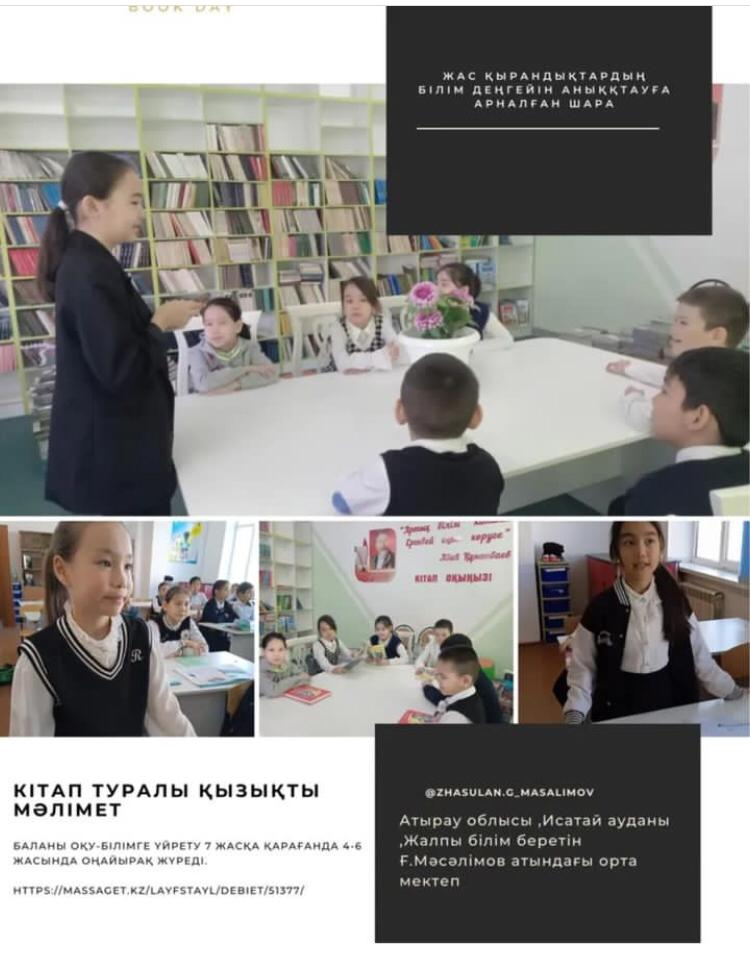 BOOK DAY
ЖАС ҚЫРАНДЫҚТАРДЫҢ
БІЛІМ ДЕҢГЕЙІН АНЫҚҚТАУҒА
АРНАЛҒАН ШАРА
КІТАП ОҚЫҢЫЗ!
R
КІТАП ТУРАЛЫ ҚЫЗЫҚТЫ
МӘЛІМЕТ
БАЛАНЫ ОҚУ-БІЛІМГЕ ҮЙРЕТУ 7 ЖАСҚА ҚАРАҒАНДА 4-6
ЖАСЫНДА ОҢАЙЫРАҚ ЖҮРЕДІ.
HTTPS://MASSAGET.KZ/LAYFSTAYL/DEBIET/51377/
@ZHASULAN.G_MASALIMOV
Атырау облысы ,Исатай ауданы
,Жалпы білім беретін
Ғ.Мәсәлімов атындағы орта
мектеп